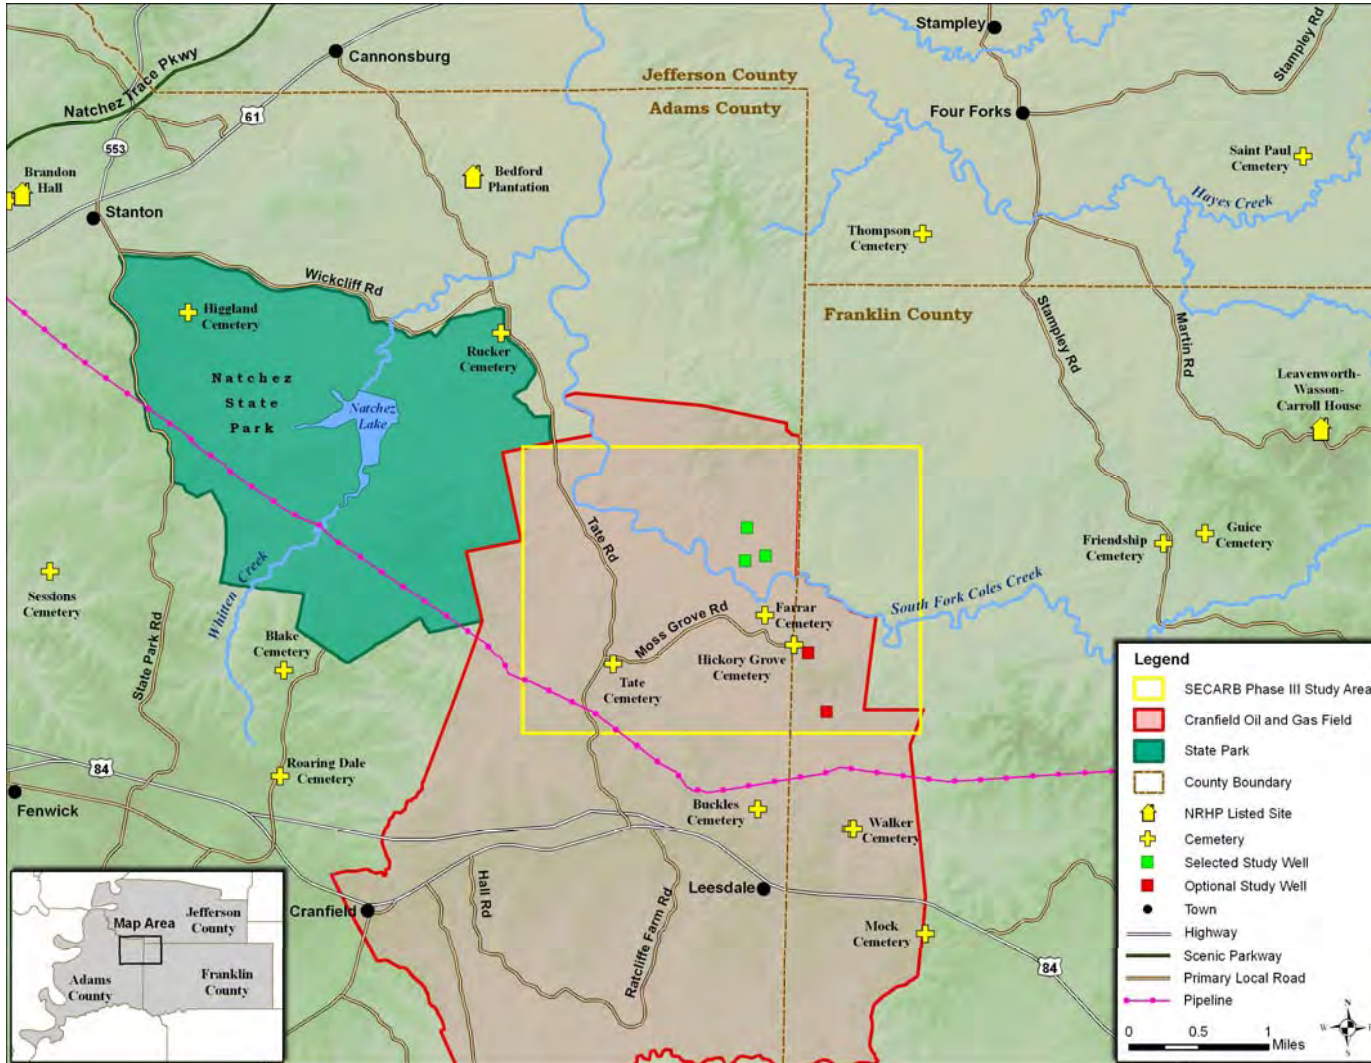 Stampley
Stampley Rd
Cannonsburg
Natchez Trace Pkwy
Jefferson County
Adams County
61
553
Four Forks
Saint Paul
Cemetery
Brandon
Hall
Bedford
Plantation
Hayes Creek
Stanton
Thompson
Cemetery
Wickcliff Rd
Higgland
Cemetery
Franklin County
Rucker
Cemetery
Stampley Rd
Martin Rd
Natchez
State
Park
Natchez
Lake
Leavenworth-
Wasson-
Carroll House
Tate Rd
Guice
Cemetery
Friendship
Cemetery
Sessions
Cemetery
Whitten Creek
South Fork Coles Creek
State Park Rd
Blake
Cemetery
Moss Grove Rd
Farrar
Cemetery
Hickory Grove
Cemetery
Tate
Cemetery
84
Roaring Dale
Cemetery
Fenwick
Buckles
Cemetery
Walker
Cemetery
Hall Rd
Ratcliffe Farm Rd
Leesdale
Cranfield
Mock
Cemetery
84
Map Area
Jefferson
County
Adams
County
Franklin
County
Legend
SECARB Phase III Study Area
Cranfield Oil and Gas Field
State Park
County Boundary
NRHP Listed Site
Cemetery
Selected Study Well
Optional Study Well
Town
Highway
Scenic Parkway
Primary Local Road
Pipeline
0 0.5 1
Miles
N
W E
S